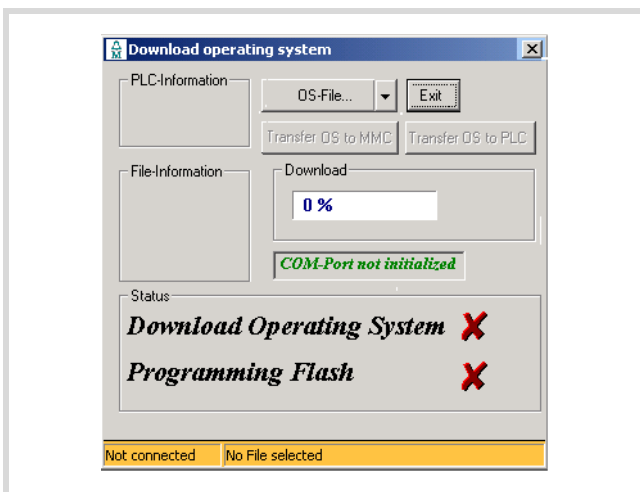 Download operating system
PLC-Information
OS-File...
Exit
Transfer OS to MMC
Transfer OS to PLC
File-Information
Download
0 %
COM-Port not initialized
Status
Download Operating System
Programming Flash
Not connected
No File selected